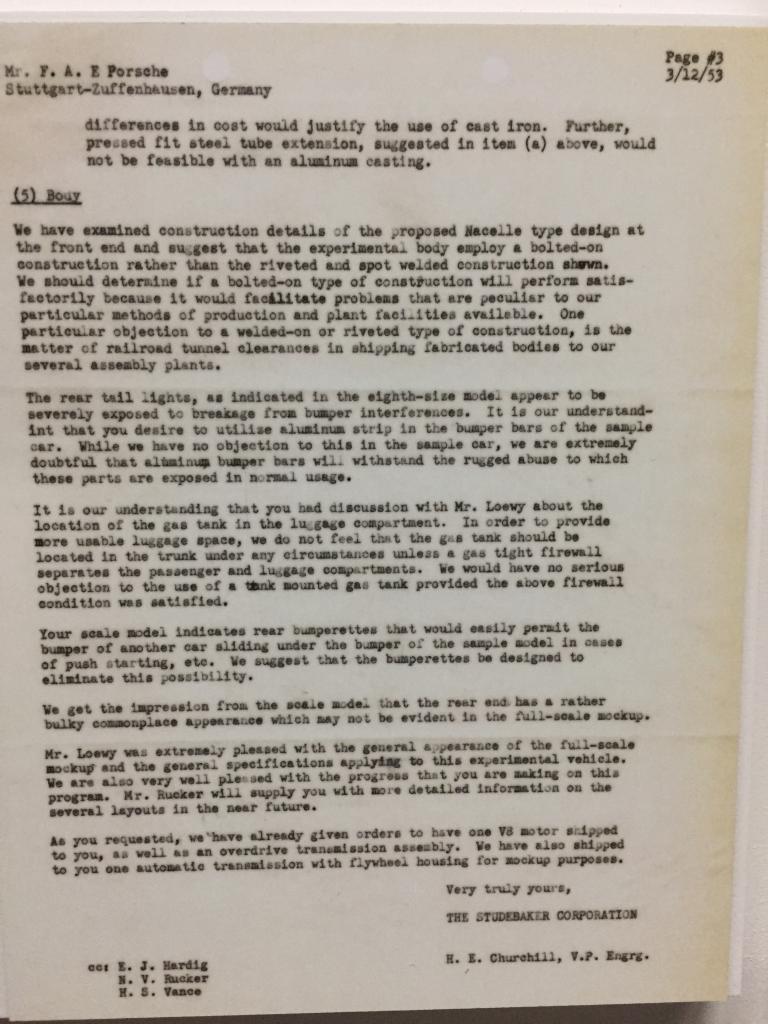 Page #3
Mr. F. A. E Porsche 3/12/53
Stuttgart-Zuffenhausen, Germany
differences in cost would justify the use of cast iron. Further,
pressed fit steel tube extension, suggested in item (a) above, would
not be feasible with an aluminum casting.
(5) Body
We have examined construction details of the proposed Nacelle type design at
the front end and suggest that the experimental body employ a bolted-on
construction rather than the riveted and spot welded construction shown.
We should determine if a bolted-on type of construction will perform satis-
factorily because it would facilitate problems that are peculiar to our
particular methods of production and plant facilities available. One
particular objection to a welded-on or riveted type of construction, is the
matter of railroad tunnel clearances in shipping fabricated bodies to our
several assembly plants.
The rear tail lights, as indicated in the eighth-size model appear to be
severely exposed to breakage from bumper interferences. It is our understand-
int that you desire to utilize aluminum strip in the bumper bars of the sample
car. While we have no objection to this in the sample car, we are extremely
doubtful that aluminum bumper bars will withstand the rugged abuse to which
these parts are exposed in normal usage.
It is our understanding that you had discussion with Mr. Loewy about the
location of the gas tank in the luggage compartment. In order to provide
more usable luggage space, we do not feel that the gas tank should be
located in the trunk under any circumstances unless a gas tight firewall
separates the passenger and luggage compartments. We would have no serious
objection to the use of a tank mounted gas tank provided the above firewall
condition was satisfied.
Your scale model indicates rear bumperettes that would easily permit the
bumper of another car sliding under the bumper of the sample model in cases
of push starting, etc. We suggest that the bumperettes be designed to
eliminate this possibility.
We get the impression from the scale model that the rear end has a rather
bulky commonplace appearance which may not be evident in the full-scale mockup.
Mr. Loewy was extremely pleased with the general appearance of the full-scale
mockup and the general specifications applying to this experimental vehicle.
We are also very well pleased with the progress that you are making on this
program. Mr. Rucker will supply you with more detailed information on the
several layouts in the near future.
As you requested, we have already given orders to have one V8 motor shipped
to you, as well as an overdrive transmission assembly. We have also shipped
to you one automatic transmission with flywheel housing for mockup purposes.
Very truly yours,
THE STUDEBAKER CORPORATION
H. E. Churchill, V.P. Engrg.
cc: E. J. Hardig
N. V. Rucker
H. S. Vance